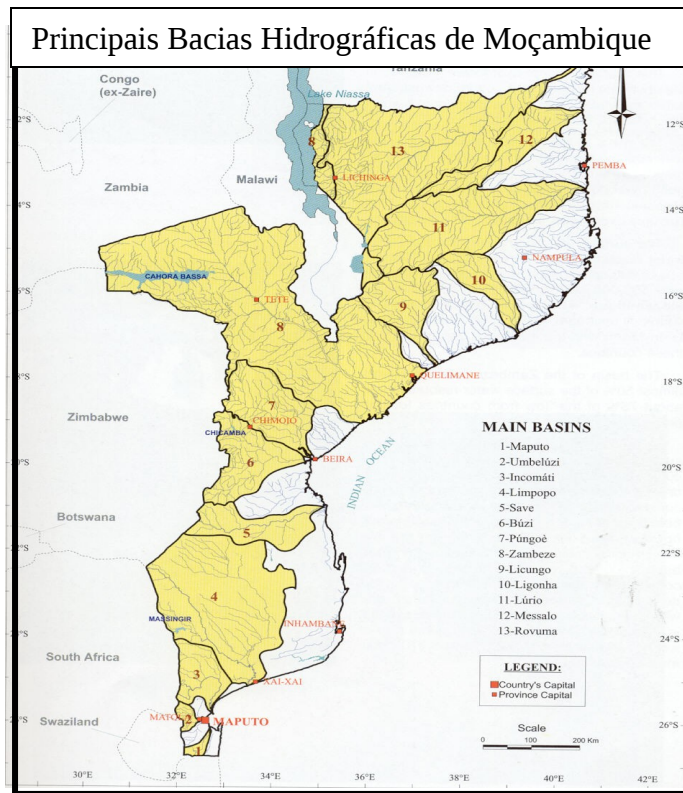 Principais Bacias Hidrográficas de Moçambique
Tanzania
Congo
(ex-Zaire)
Lake Niassa
12°S
12°S
8
13
12
PEMBA
LICHINGA
Malawi
Zambia
14°S
11
NAMPULA
CAHORA BASSA
10
TETE
16°S
9
8
QUELIMANE
18°S
7
Zimbabwe
CHIMOJO
CHICAMBA
MAIN BASINS
1-Maputo
2-Umbelúzi
3-Incomáti
4-Limpopo
5-Save
6-Búzi
7-Púngoè
8-Zambeze
9-Licungo
10-Ligonha
11-Lúrio
12-Messalo
13-Rovuma
6
BEIRA
INDIAN OCEAN
20°S
Botswana
5
22°S
4
MASSINGIR
INHAMBA
24°S
South Africa
3
AAI-XAI
LEGEND:
Country's Capital
Province Capital
Swaziland
2
MAPUTO
26°S
Scale
0 100 200 Km
1
30°E 32°E 34°E 36°E 38°E 40°E 42°E